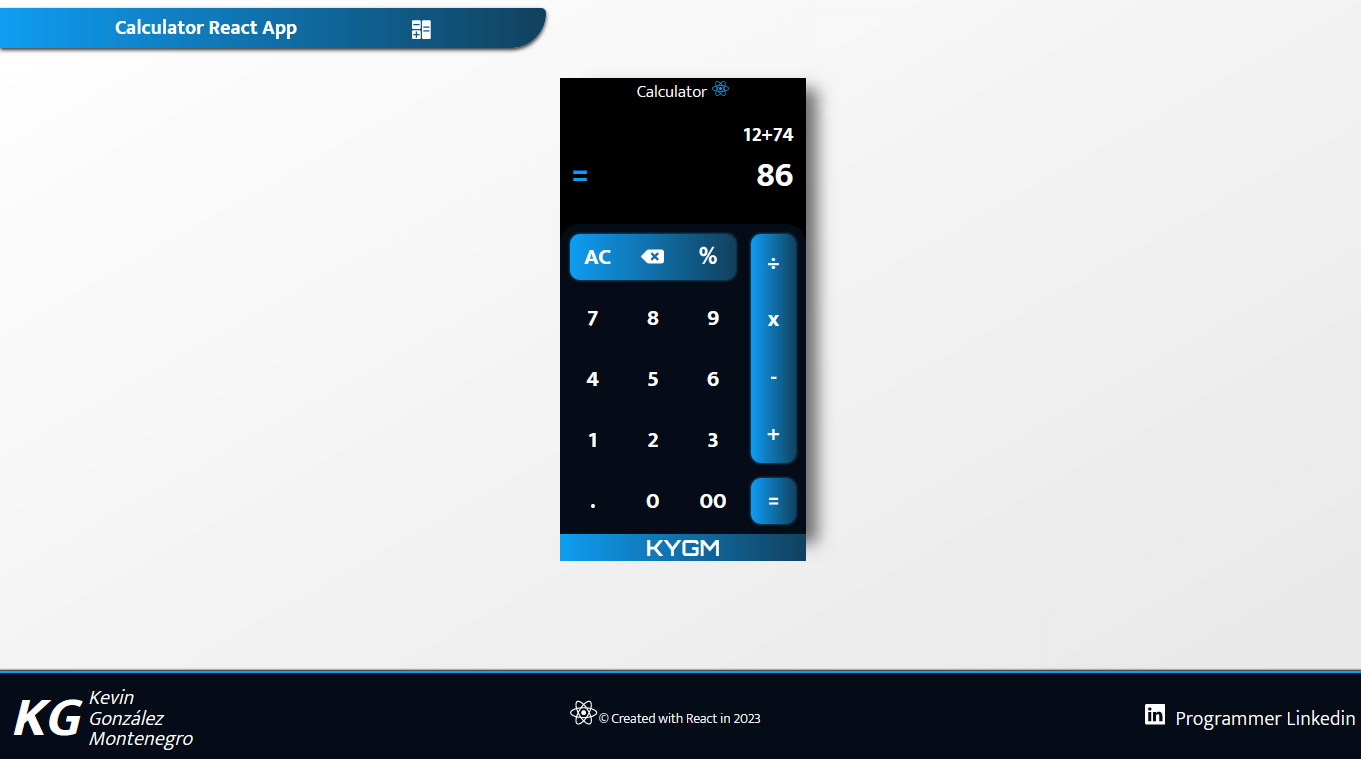 Calculator React App
Calculator
12+74
= 86
AC % ÷
7 8 9 x
4 5 6 -
1 2 3 +
. 0 00 =
KYGM
KG
Kevin
González
Montenegro
© Created with React in 2023
in Programmer Linkedin